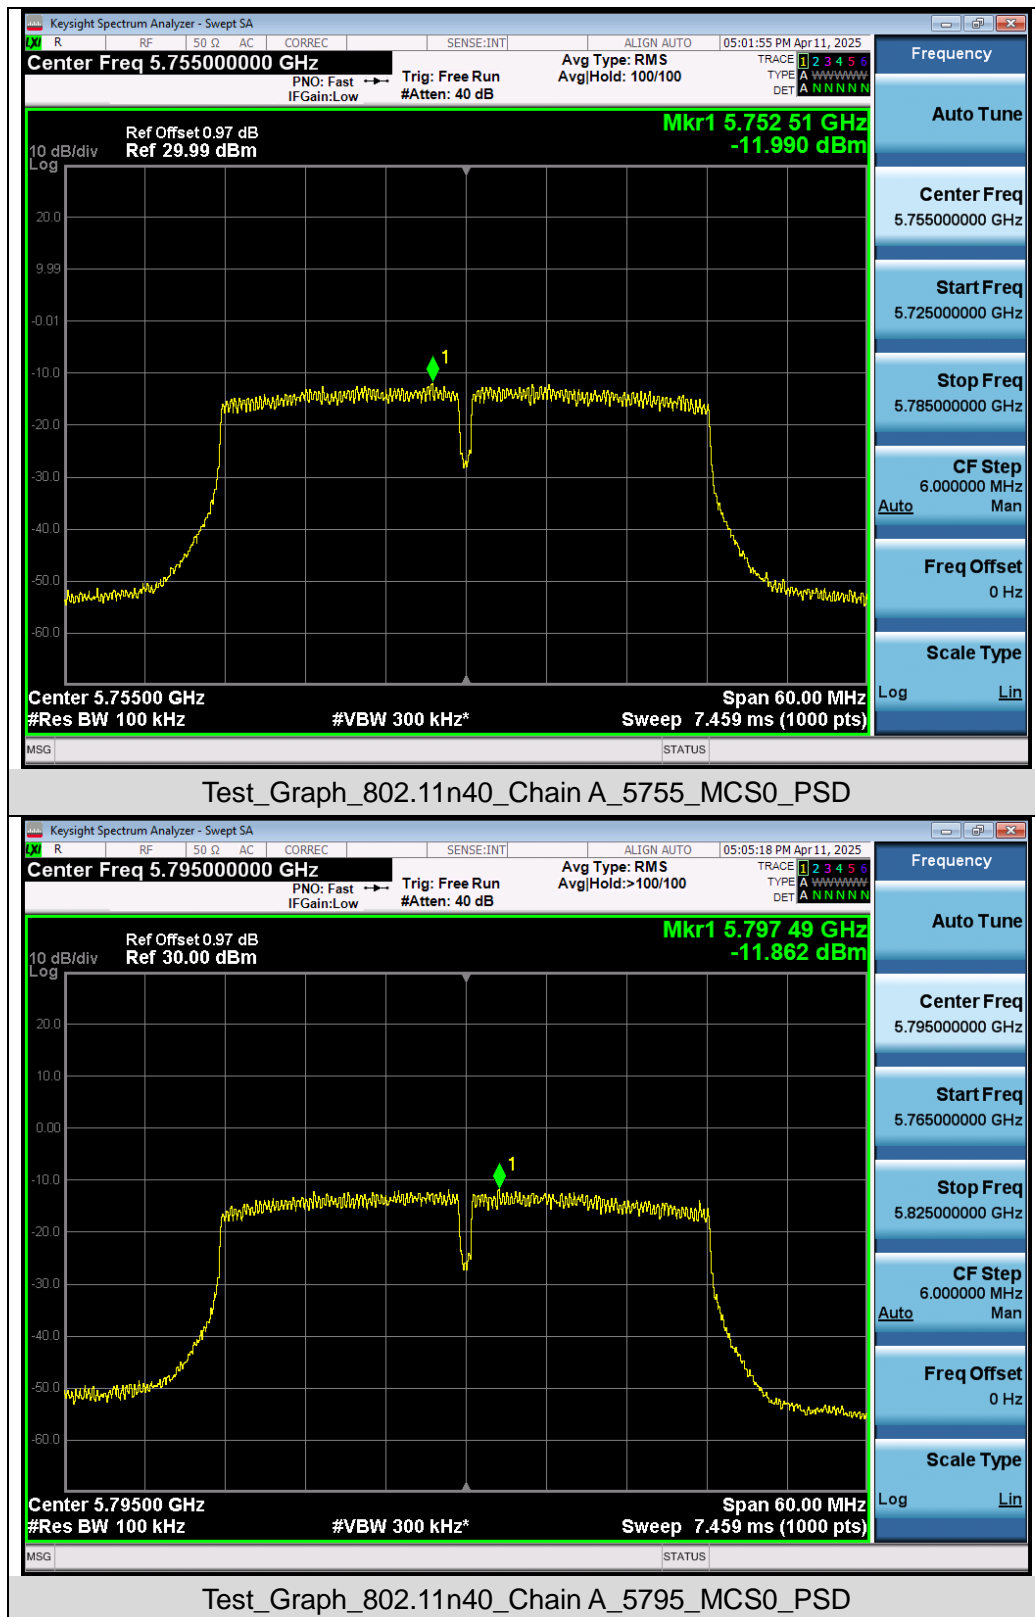 Keysight Spectrum Analyzer - Swept SA
LXI R RF 50 Ω AC CORREC SENSE:INT ALIGN AUTO 05:01:55 PM Apr 11, 2025
Center Freq 5.755000000 GHz
PNO: Fast
IFGain:Low
Trig: Free Run
#Atten: 40 dB
Avg Type: RMS
Avg|Hold: 100/100
TRACE 1 2 3 4 5 6
TYPE A WWWWW
DET A N N N N N
Mkr1 5.752 51 GHz
-11.990 dBm
Ref Offset 0.97 dB
10 dB/div Ref 29.99 dBm
Log
20.0
9.99
-0.01
-10.0
-20.0
-30.0
-40.0
-50.0
-60.0
1
Center 5.75500 GHz Span 60.00 MHz
#Res BW 100 kHz #VBW 300 kHz* Sweep 7.459 ms (1000 pts)
MSG STATUS
Frequency
Auto Tune
Center Freq
5.755000000 GHz
Start Freq
5.725000000 GHz
Stop Freq
5.785000000 GHz
CF Step
6.000000 MHz
Auto Man
Freq Offset
0 Hz
Scale Type
Log Lin
Test_Graph_802.11n40_Chain A_5755_MCS0_PSD
Keysight Spectrum Analyzer - Swept SA
LXI R RF 50 Ω AC CORREC SENSE:INT ALIGN AUTO 05:05:18 PM Apr 11, 2025
Center Freq 5.795000000 GHz
PNO: Fast
IFGain:Low
Trig: Free Run
#Atten: 40 dB
Avg Type: RMS
Avg|Hold:>100/100
TRACE 1 2 3 4 5 6
TYPE A WWWWW
DET A N N N N N
Mkr1 5.797 49 GHz
-11.862 dBm
Ref Offset 0.97 dB
10 dB/div Ref 30.00 dBm
Log
20.0
10.0
0.00
-10.0
-20.0
-30.0
-40.0
-50.0
-60.0
1
Center 5.79500 GHz Span 60.00 MHz
#Res BW 100 kHz #VBW 300 kHz* Sweep 7.459 ms (1000 pts)
MSG STATUS
Frequency
Auto Tune
Center Freq
5.795000000 GHz
Start Freq
5.765000000 GHz
Stop Freq
5.825000000 GHz
CF Step
6.000000 MHz
Auto Man
Freq Offset
0 Hz
Scale Type
Log Lin
Test_Graph_802.11n40_Chain A_5795_MCS0_PSD